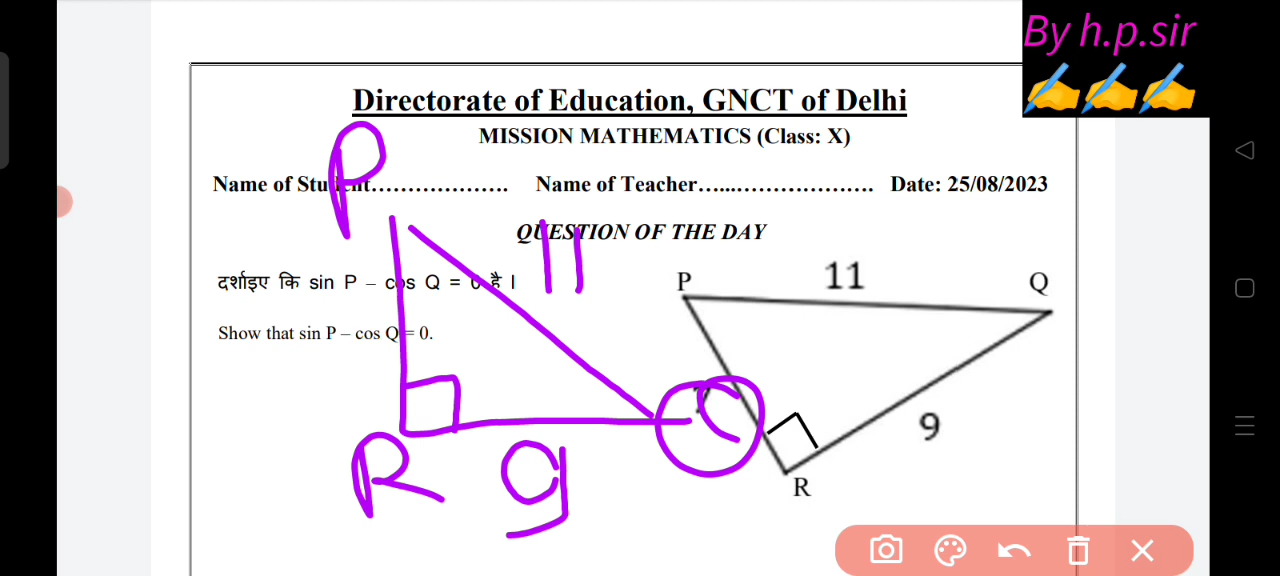 By h.p.sir
✍✍✍
Directorate of Education, GNCT of Delhi
MISSION MATHEMATICS (Class: X)
Name of Student................... Name of Teacher.......................... Date: 25/08/2023
QUESTION OF THE DAY
दर्शाइए कि sin P – cos Q = 0 है ।
Show that sin P – cos Q = 0.
P 11 Q
9
R
P
11
R 9